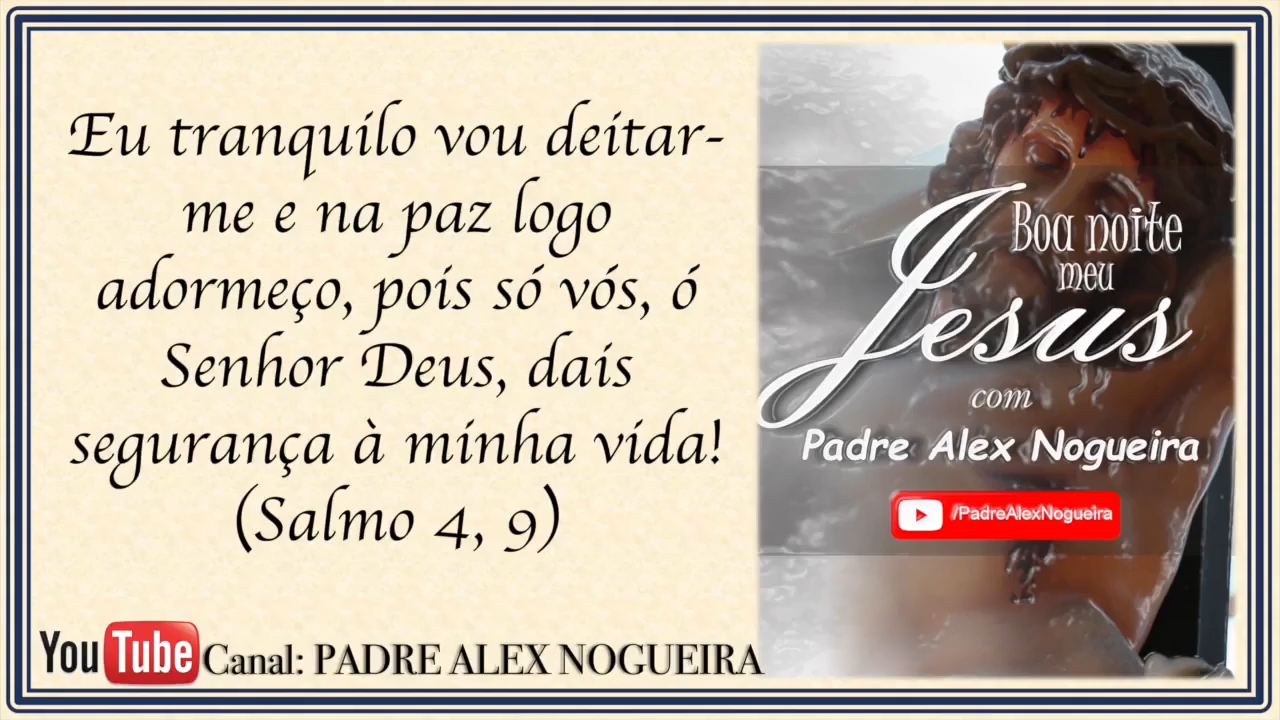 Eu tranquilo vou deitar-
me e na paz logo
adormeço, pois só vós, ó
Senhor Deus, dais
segurança à minha vida!
(Salmo 4, 9)
Boa noite
meu
Jesus
com
Padre Alex Nogueira
/PadreAlexNogueira
YouTube Canal: PADRE ALEX NOGUEIRA